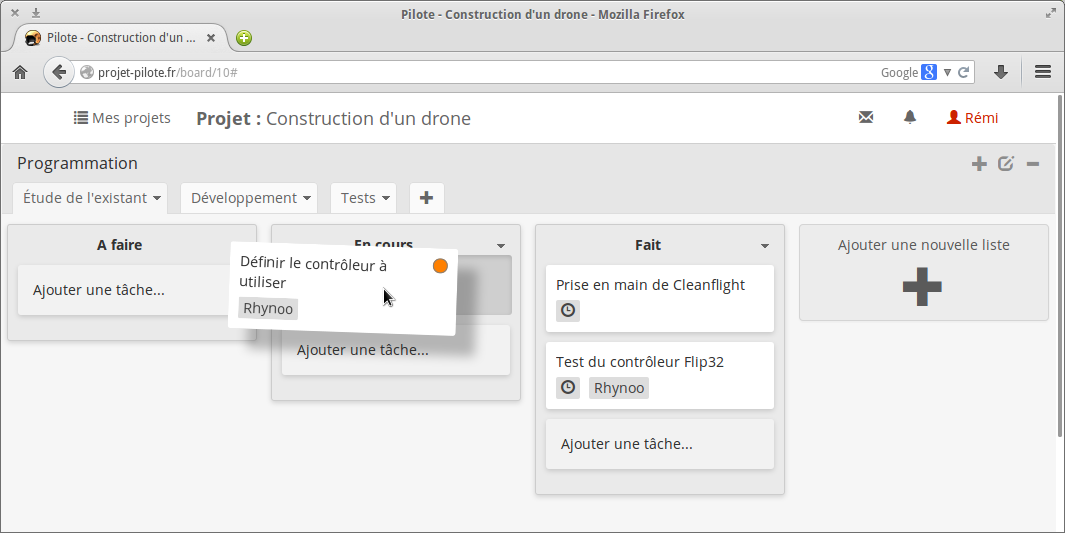 Pilote - Construction d'un drone - Mozilla Firefox
Pilote - Construction d'un ...
projet-pilote.fr/board/10#
Google
Mes projets
Projet : Construction d'un drone
Rémi
Programmation
Étude de l'existant
Développement
Tests
A faire
En cours
Fait
Ajouter une nouvelle liste
Ajouter une tâche...
Définir le contrôleur à
utiliser
Rhynoo
Ajouter une tâche...
Prise en main de Cleanflight
Test du contrôleur Flip32
Rhynoo
Ajouter une tâche...